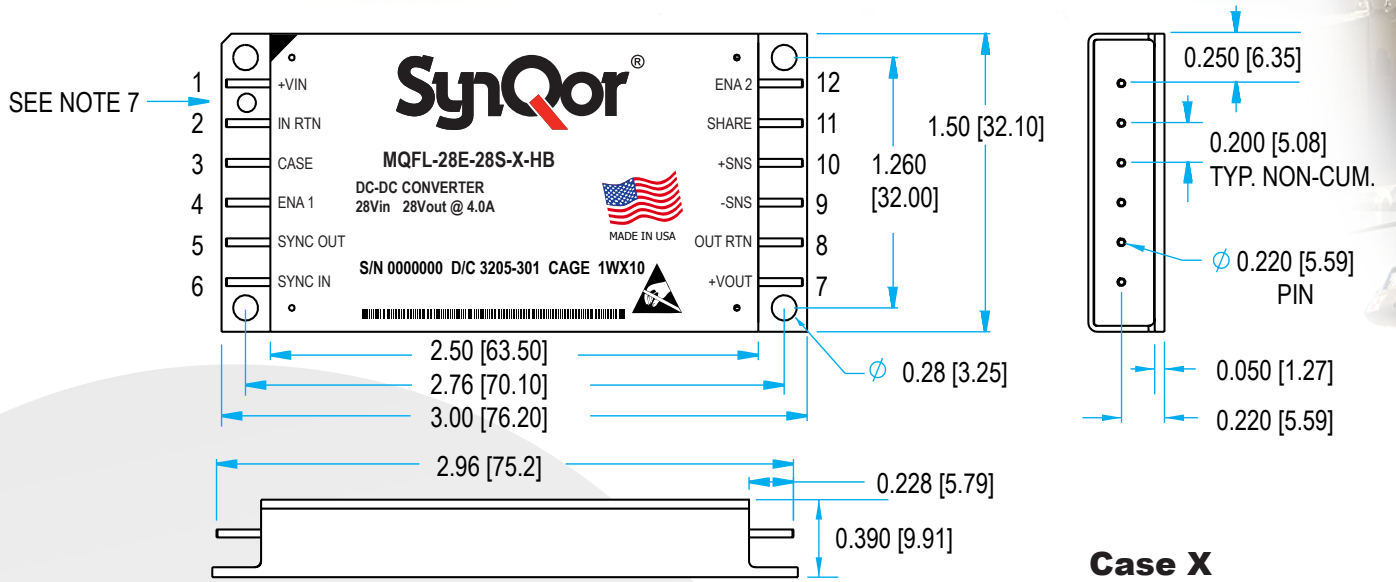 SynQor®
1
+VIN
SEE NOTE 7
2
IN RTN
3
CASE
4
ENA 1
5
SYNC OUT
6
SYNC IN
MQFL-28E-28S-X-HB
DC-DC CONVERTER
28Vin 28Vout @ 4.0A
MADE IN USA
S/N 0000000 D/C 3205-301 CAGE 1WX10
ENA 2
12
SHARE
11
+SNS
10
-SNS
9
OUT RTN
8
+VOUT
7
1.260
[32.00]
1.50 [32.10]
2.50 [63.50]
2.76 [70.10]
3.00 [76.20]
Ø 0.28 [3.25]
0.250 [6.35]
0.200 [5.08]
TYP. NON-CUM.
Ø 0.220 [5.59]
PIN
0.050 [1.27]
0.220 [5.59]
2.96 [75.2]
0.228 [5.79]
0.390 [9.91]
Case X